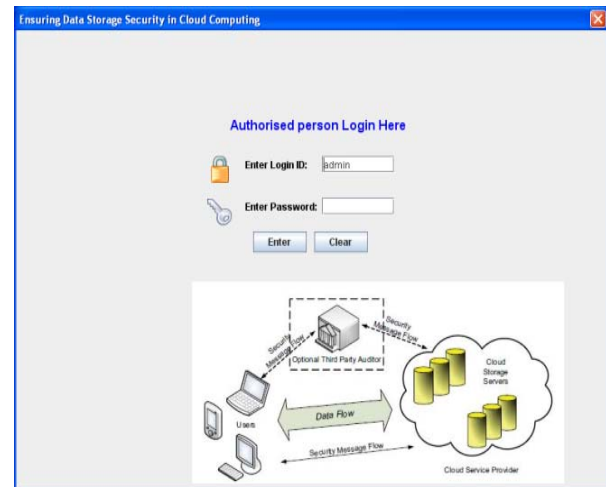 Ensuring Data Storage Security in Cloud Computing
Authorised person Login Here
Enter Login ID: admin
Enter Password:
Enter Clear
Security
Message Flow
Security
Message Flow
Optional Third Party Auditor
Cloud
Storage
Servers
Users
Data Flow
Security Message Flow
Cloud Service Provider